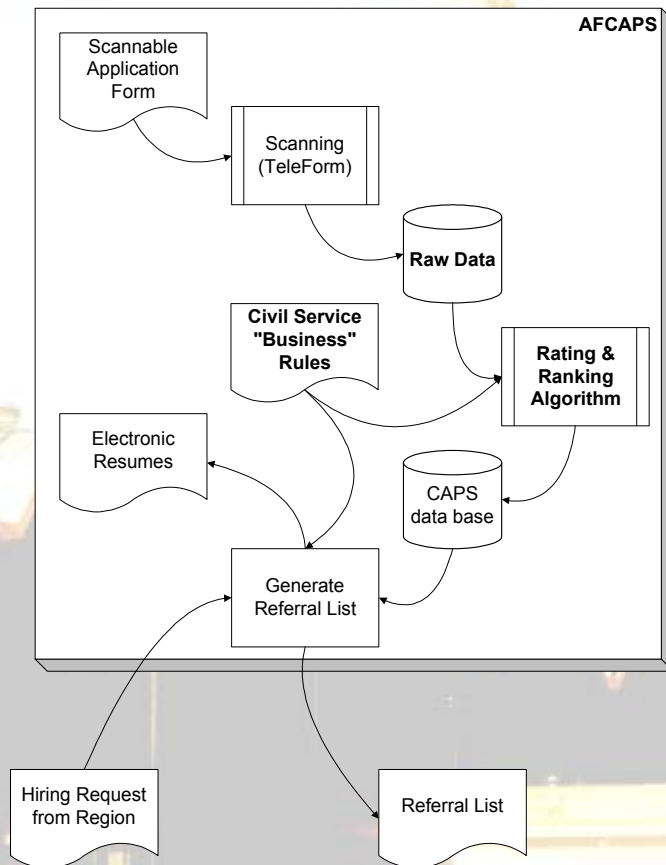 AFCAPS
Scannable
Application
Form
Scanning
(TeleForm)
Raw Data
Civil Service
"Business"
Rules
Rating &
Ranking
Algorithm
Electronic
Resumes
CAPS
data base
Generate
Referral List
Hiring Request
from Region
Referral List